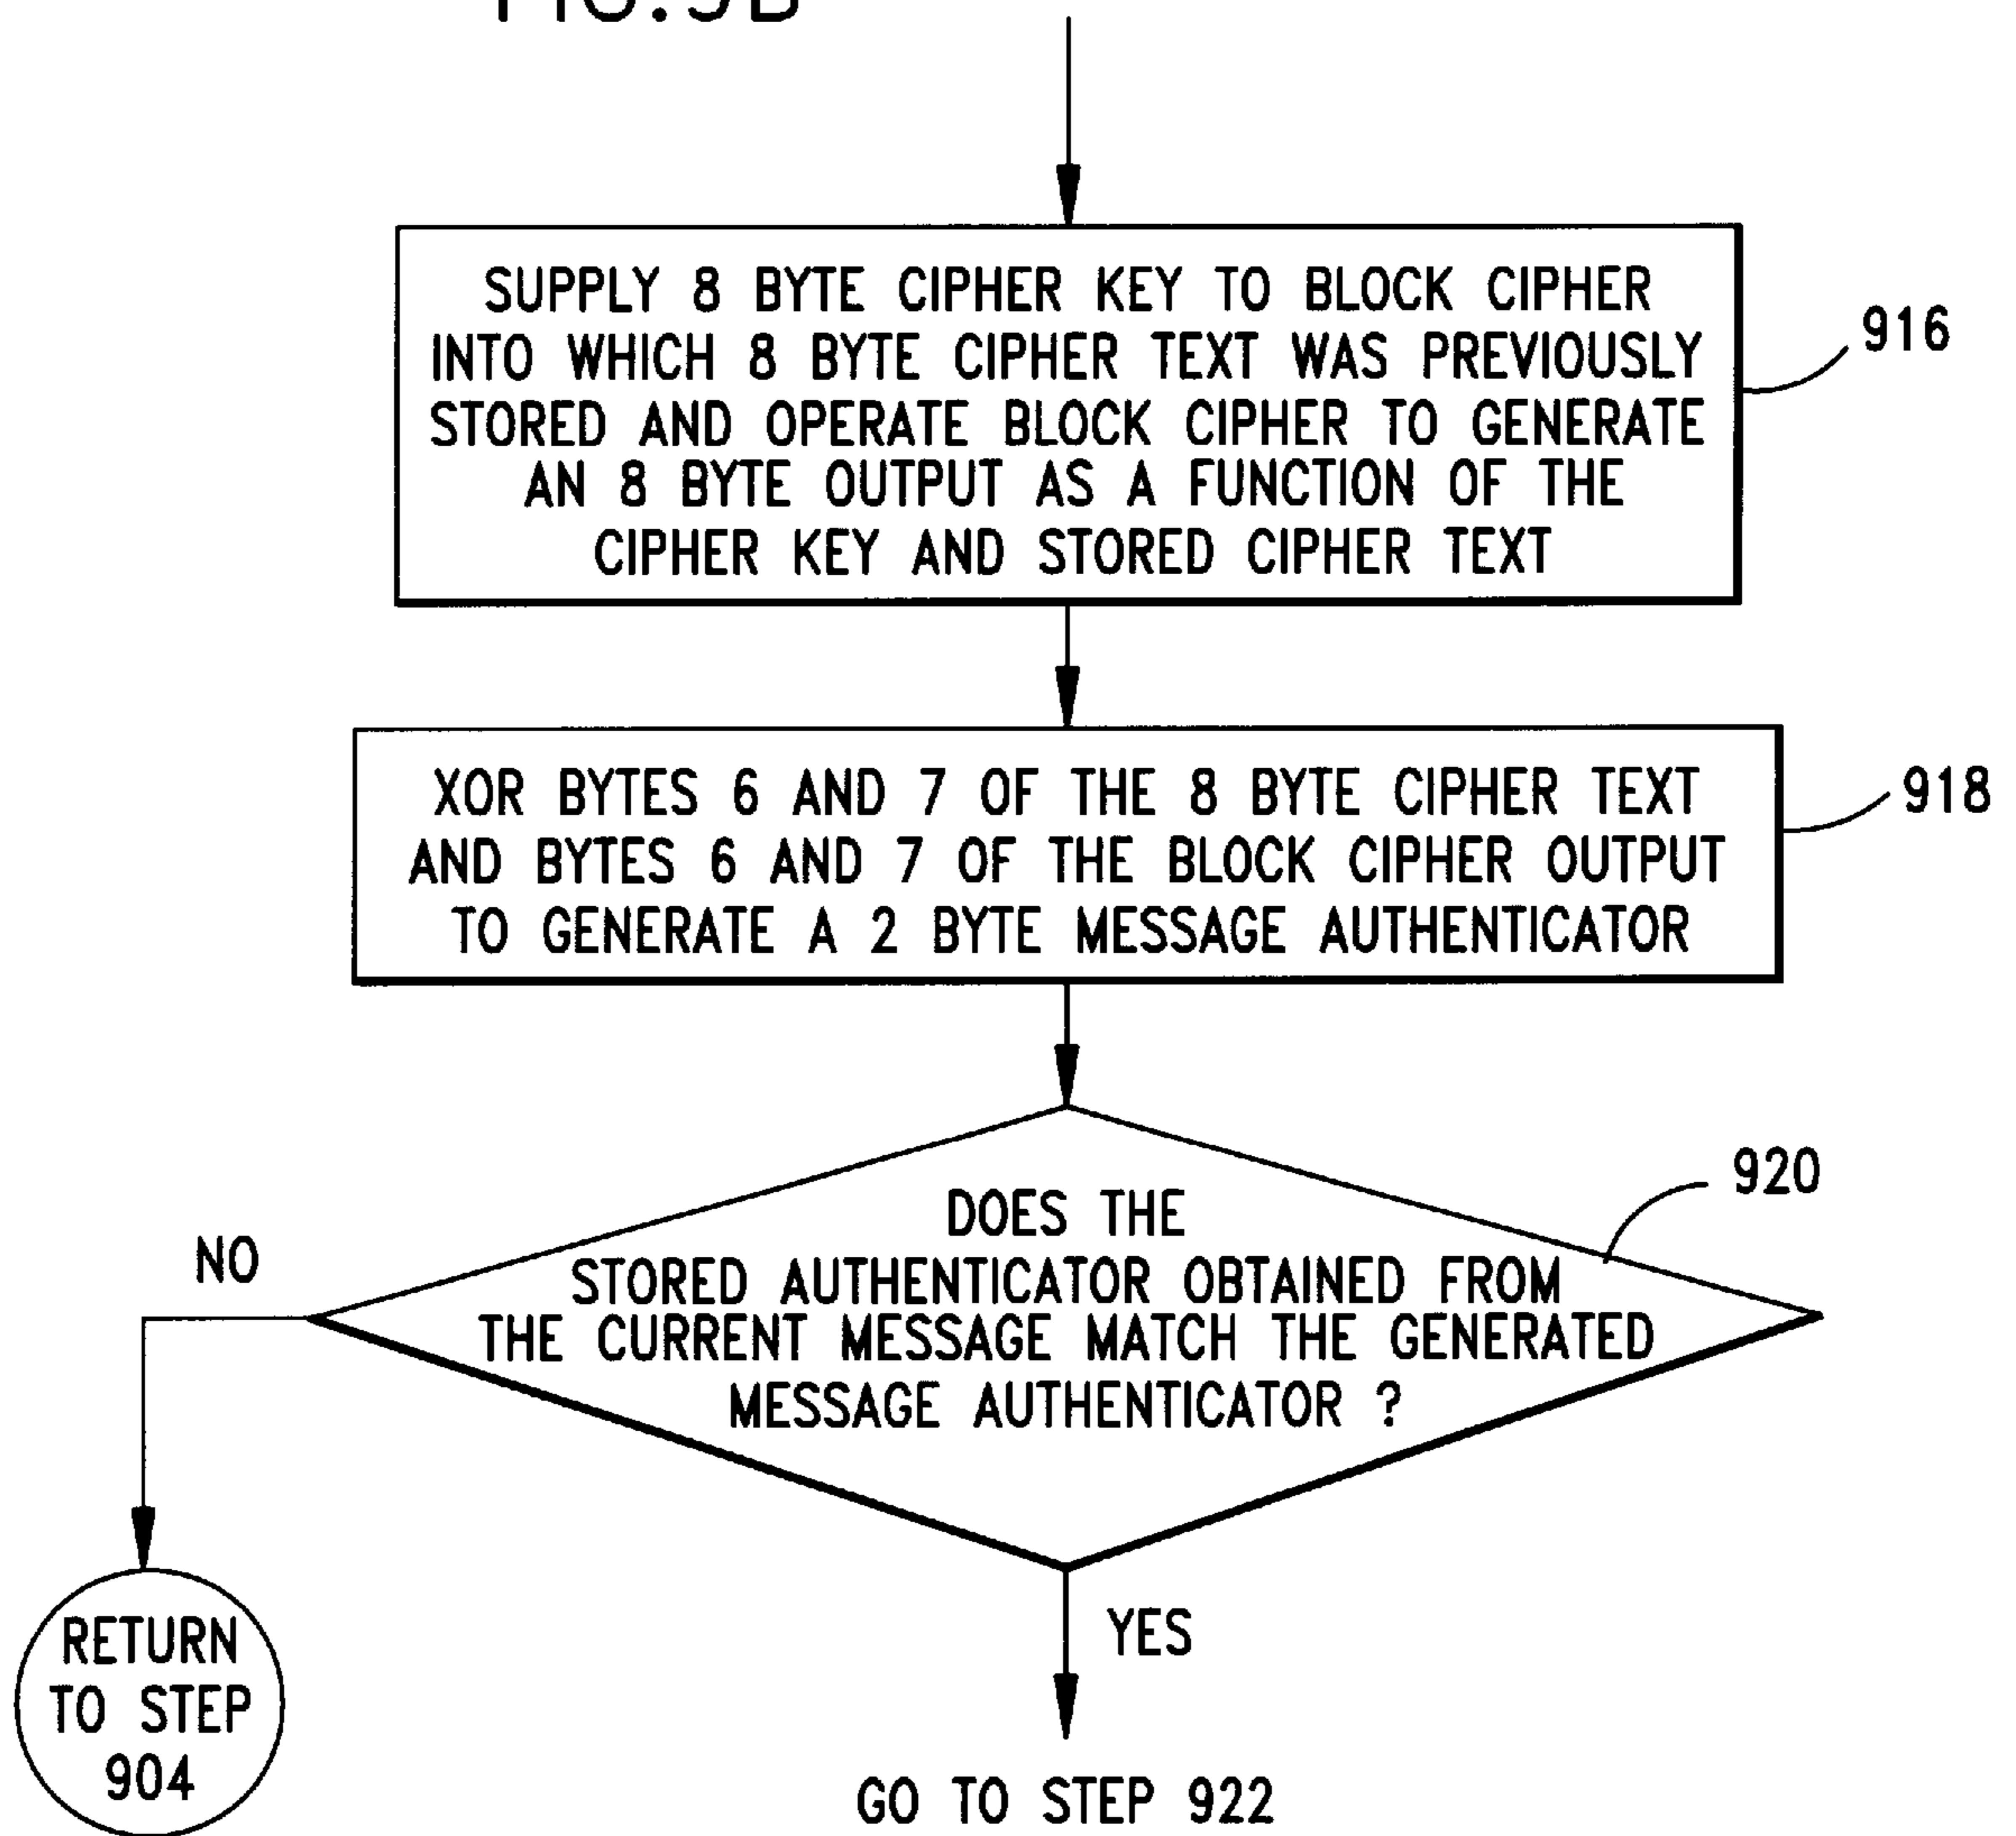 SUPPLY 8 BYTE CIPHER KEY TO BLOCK CIPHER
INTO WHICH 8 BYTE CIPHER TEXT WAS PREVIOUSLY
STORED AND OPERATE BLOCK CIPHER TO GENERATE
AN 8 BYTE OUTPUT AS A FUNCTION OF THE
CIPHER KEY AND STORED CIPHER TEXT
916
XOR BYTES 6 AND 7 OF THE 8 BYTE CIPHER TEXT
AND BYTES 6 AND 7 OF THE BLOCK CIPHER OUTPUT
TO GENERATE A 2 BYTE MESSAGE AUTHENTICATOR
918
920
DOES THE
STORED AUTHENTICATOR OBTAINED FROM
THE CURRENT MESSAGE MATCH THE GENERATED
MESSAGE AUTHENTICATOR ?
NO
RETURN
TO STEP
904
YES
GO TO STEP 922